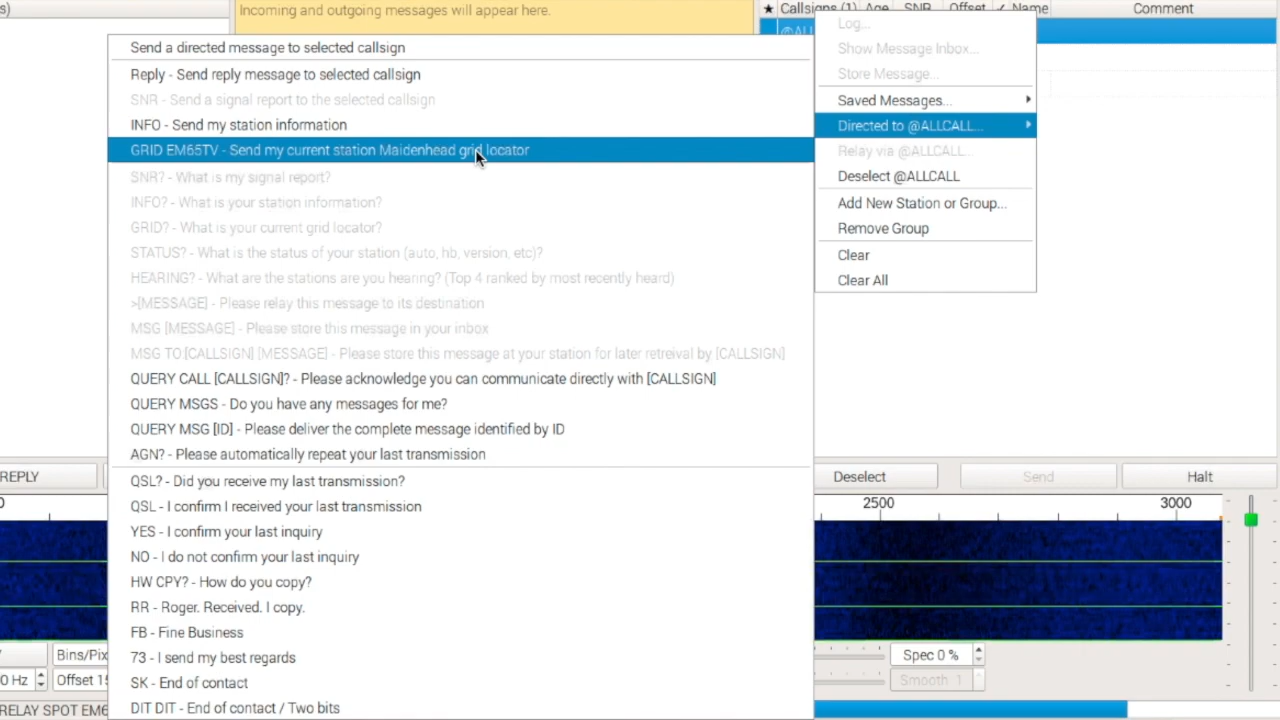 s)
Incoming and outgoing messages will appear here.
★ Callsigns (1) Age SNR Offset ✓ Name Comment
@AL
Log...
Show Message Inbox...
Store Message...
Saved Messages...
Directed to @ALLCALL...
Relay via @ALLCALL...
Deselect @ALLCALL
Add New Station or Group...
Remove Group
Clear
Clear All
Send a directed message to selected callsign
Reply - Send reply message to selected callsign
SNR - Send a signal report to the selected callsign
INFO - Send my station information
GRID EM65TV - Send my current station Maidenhead grid locator
SNR? - What is my signal report?
INFO? - What is your station information?
GRID? - What is your current grid locator?
STATUS? - What is the status of your station (auto, hb, version, etc)?
HEARING? - What are the stations are you hearing? (Top 4 ranked by most recently heard)
>[MESSAGE] - Please relay this message to its destination
MSG [MESSAGE] - Please store this message in your inbox
MSG TO:[CALLSIGN] [MESSAGE] - Please store this message at your station for later retreival by [CALLSIGN]
QUERY CALL [CALLSIGN]? - Please acknowledge you can communicate directly with [CALLSIGN]
QUERY MSGS - Do you have any messages for me?
QUERY MSG [ID] - Please deliver the complete message identified by ID
AGN? - Please automatically repeat your last transmission
QSL? - Did you receive my last transmission?
QSL - I confirm I received your last transmission
YES - I confirm your last inquiry
NO - I do not confirm your last inquiry
HW CPY? - How do you copy?
RR - Roger. Received. I copy.
FB - Fine Business
73 - I send my best regards
SK - End of contact
DIT DIT - End of contact / Two bits
REPLY
Deselect Send Halt
0 2500 3000
Bins/Pix
Spec 0 %
0 Hz Offset 15
Smooth 1
RELAY SPOT EM6